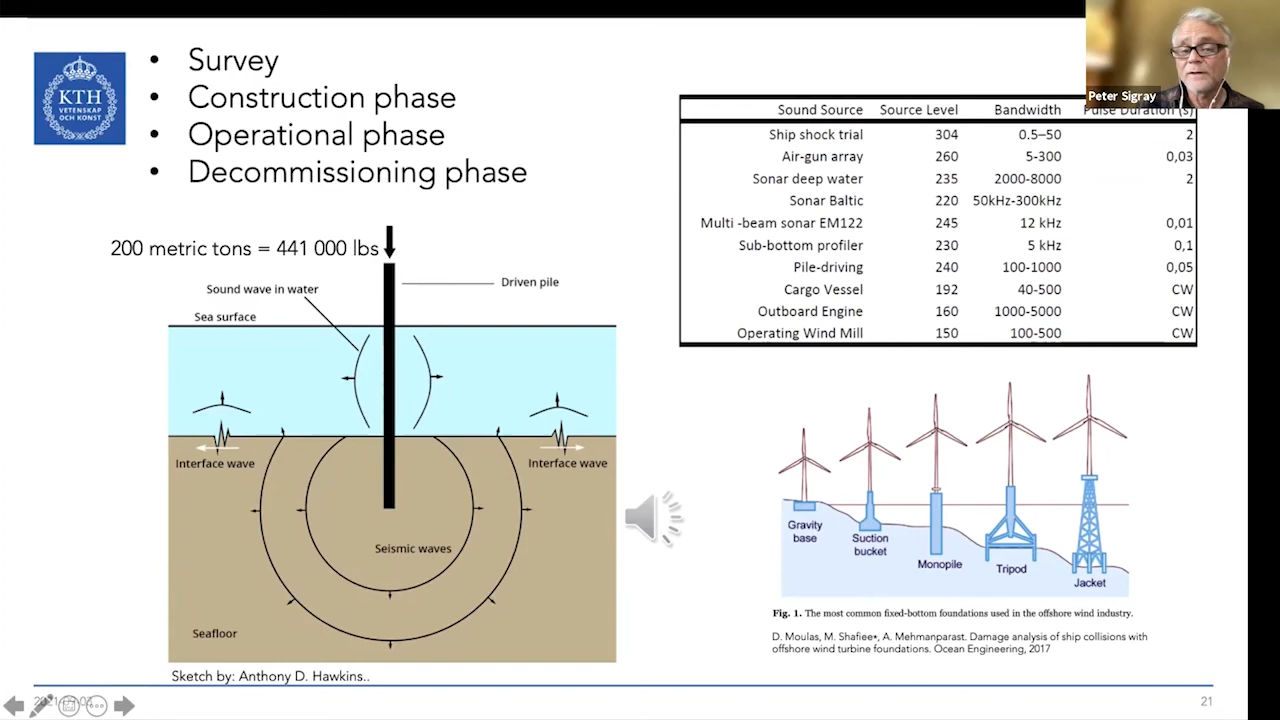 KTH
VETENSKAP
OCH KONST
• Survey
• Construction phase
• Operational phase
• Decommissioning phase
Peter Sigray
Sound Source Source Level Bandwidth Pulse Duration (s)
Ship shock trial 304 0.5–50 2
Air-gun array 260 5-300 0,03
Sonar deep water 235 2000-8000 2
Sonar Baltic 220 50kHz-300kHz
Multi -beam sonar EM122 245 12 kHz 0,01
Sub-bottom profiler 230 5 kHz 0,1
Pile-driving 240 100-1000 0,05
Cargo Vessel 192 40-500 CW
Outboard Engine 160 1000-5000 CW
Operating Wind Mill 150 100-500 CW
200 metric tons = 441 000 lbs
Driven pile
Sound wave in water
Sea surface
Interface wave
Interface wave
Seismic waves
Seafloor
Sketch by: Anthony D. Hawkins..
Gravity
base
Suction
bucket
Monopile
Tripod
Jacket
Fig. 1. The most common fixed-bottom foundations used in the offshore wind industry.
D. Moulas, M. Shafiee*, A. Mehmanparast. Damage analysis of ship collisions with
offshore wind turbine foundations. Ocean Engineering, 2017
21